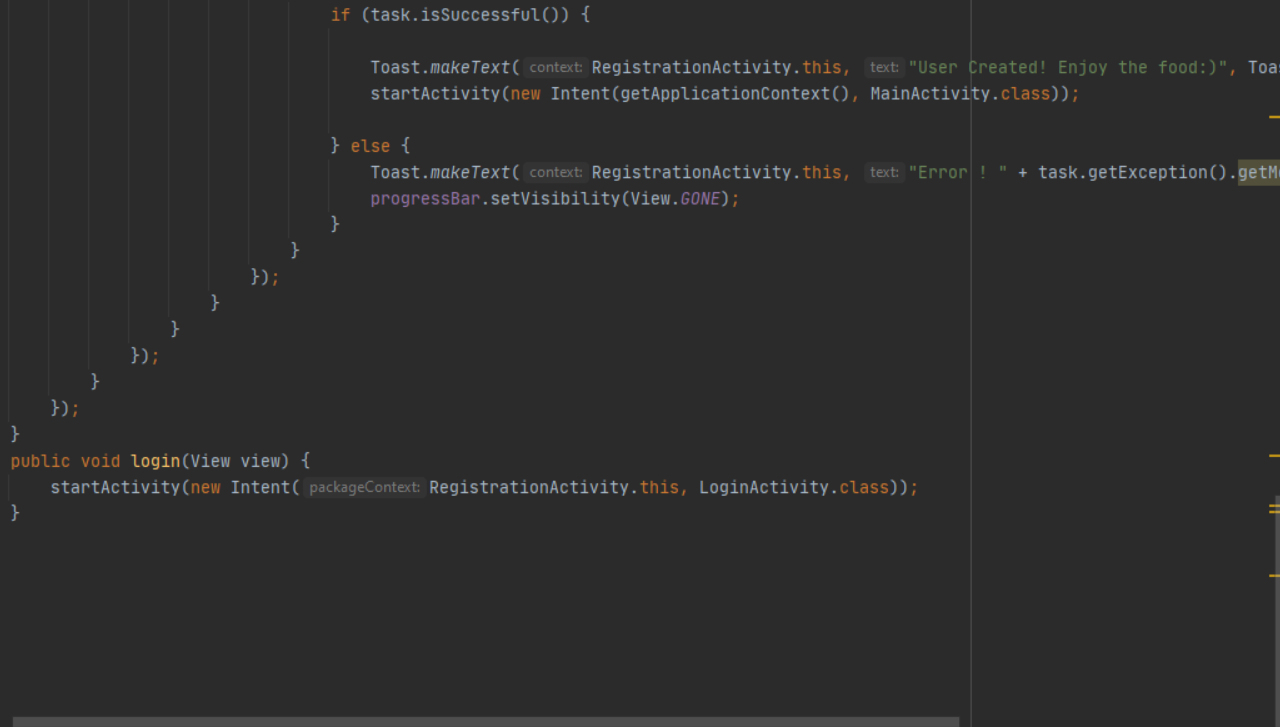 if (task.isSuccessful()) {
Toast.makeText( context: RegistrationActivity.this, text: "User Created! Enjoy the food:)", Toa
startActivity(new Intent(getApplicationContext(), MainActivity.class));
} else {
Toast.makeText( context: RegistrationActivity.this, text: "Error ! " + task.getException().getM
progressBar.setVisibility(View.GONE);
}
}
});
}
}
});
}
});
}
public void login(View view) {
startActivity(new Intent( packageContext: RegistrationActivity.this, LoginActivity.class));
}